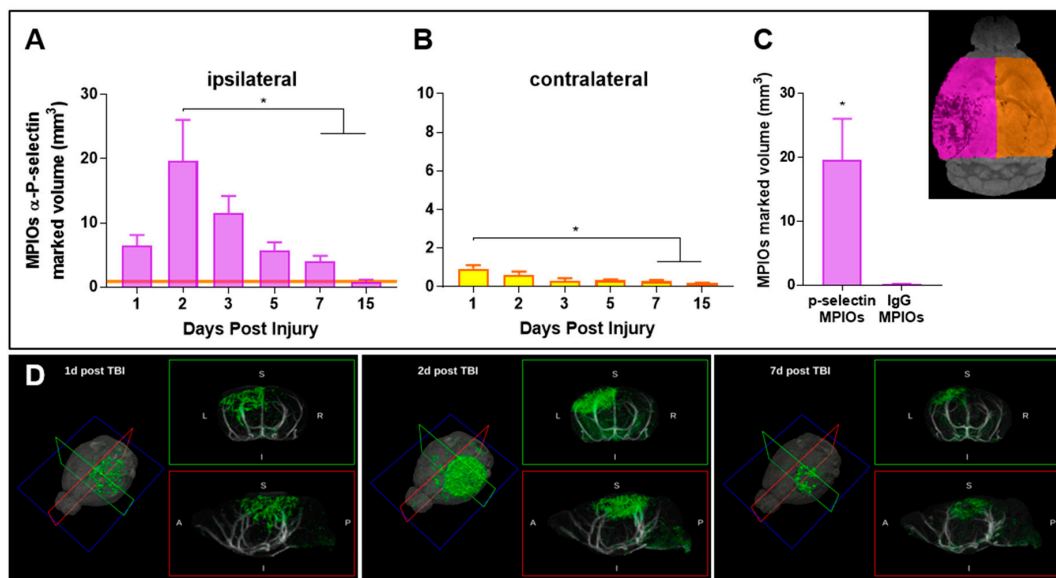 A
ipsilateral
MPIOs α-P-selectin
marked volume (mm³)
30
20
10
0
*
1 2 3 5 7 15
Days Post Injury
B
contralateral
10
8
6
4
2
0
*
1 2 3 5 7 15
Days Post Injury
C
MPIOs marked volume (mm³)
30
20
10
0
*
p-selectin IgG
MPIOs MPIOs
D
1d post TBI
S
L R
I
S
A P
I
2d post TBI
S
L R
I
S
A P
I
7d post TBI
S
L R
I
S
A P
I